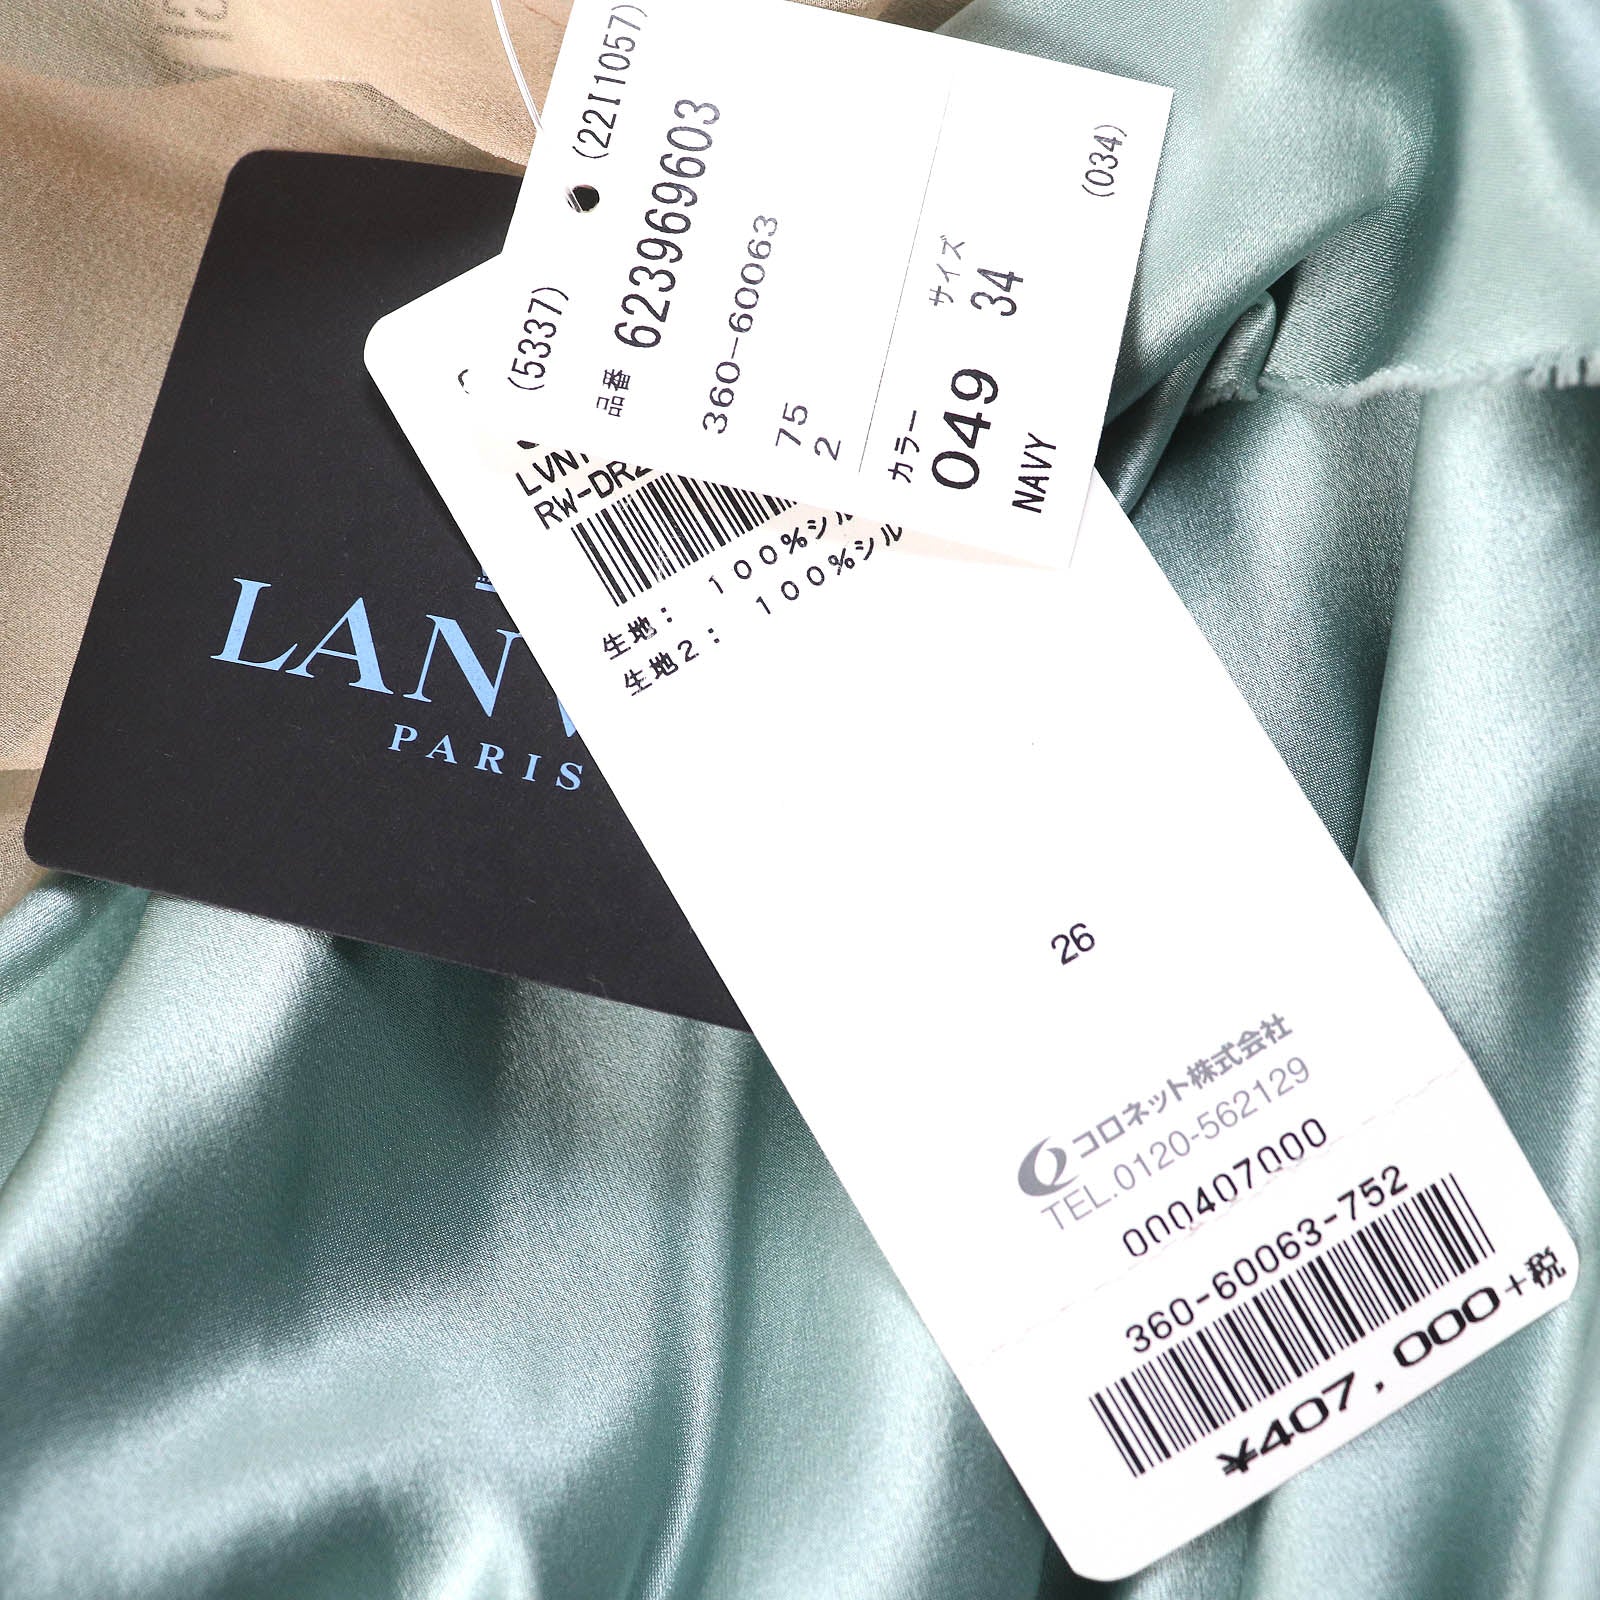 (22I1057)
(5337)
品番 62396９603
360-60063
75
2
サイズ
34
(034)
カラー
049
NAVY
LAN
PARIS
LVN
RW-DR
生地： 100%シル
生地2： 100%シル
26
コロネット株式会社
TEL.0120-562129
000407000
360-60063-752
¥407,000+税